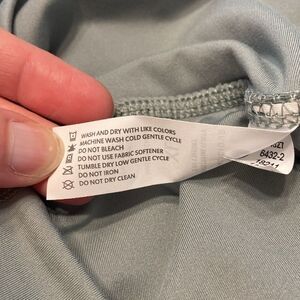 WASH AND DRY WITH LIKE COLORS
MACHINE WASH COLD GENTLE CYCLE
DO NOT BLEACH
DO NOT USE FABRIC SOFTENER
TUMBLE DRY LOW GENTLE CYCLE
DO NOT IRON
DO NOT DRY CLEAN
6432-2